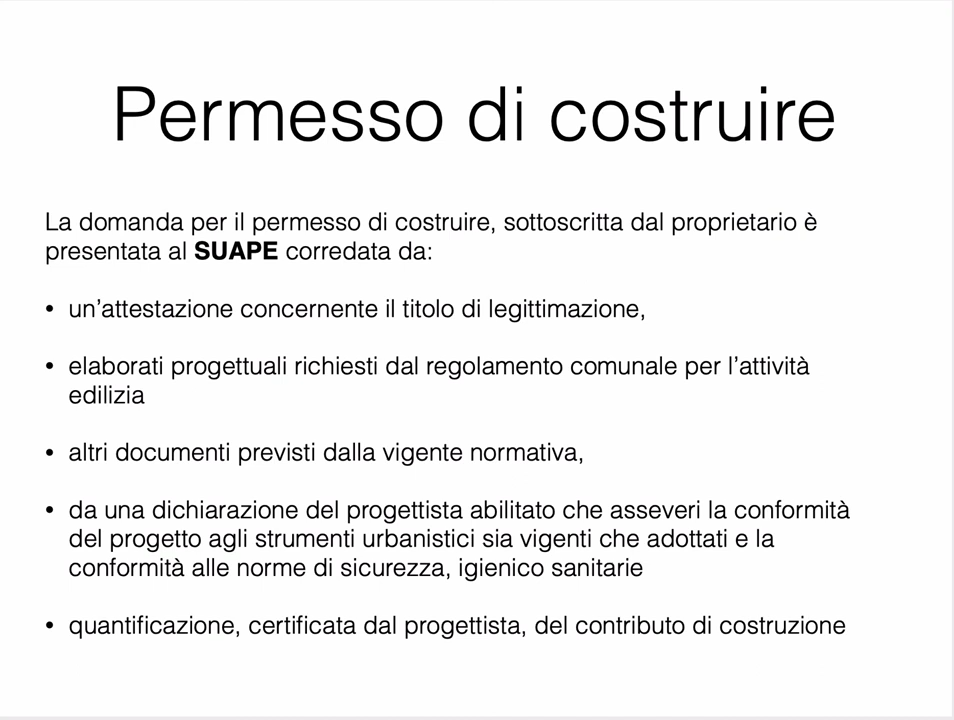 Permesso di costruire
La domanda per il permesso di costruire, sottoscritta dal proprietario è
presentata al SUAPE corredata da:
• un’attestazione concernente il titolo di legittimazione,
• elaborati progettuali richiesti dal regolamento comunale per l’attività
edilizia
• altri documenti previsti dalla vigente normativa,
• da una dichiarazione del progettista abilitato che asseveri la conformità
del progetto agli strumenti urbanistici sia vigenti che adottati e la
conformità alle norme di sicurezza, igienico sanitarie
• quantificazione, certificata dal progettista, del contributo di costruzione